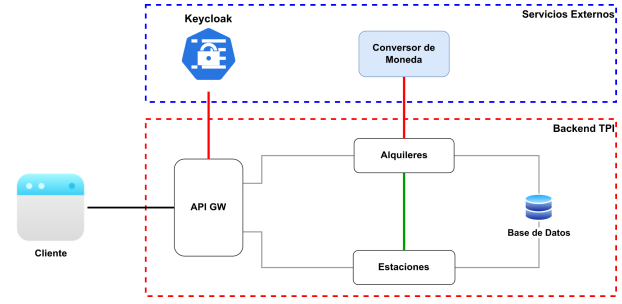 Servicios Externos
Keycloak
Conversor de
Moneda
Backend TPI
Alquileres
API GW
Base de Datos
Cliente
Estaciones